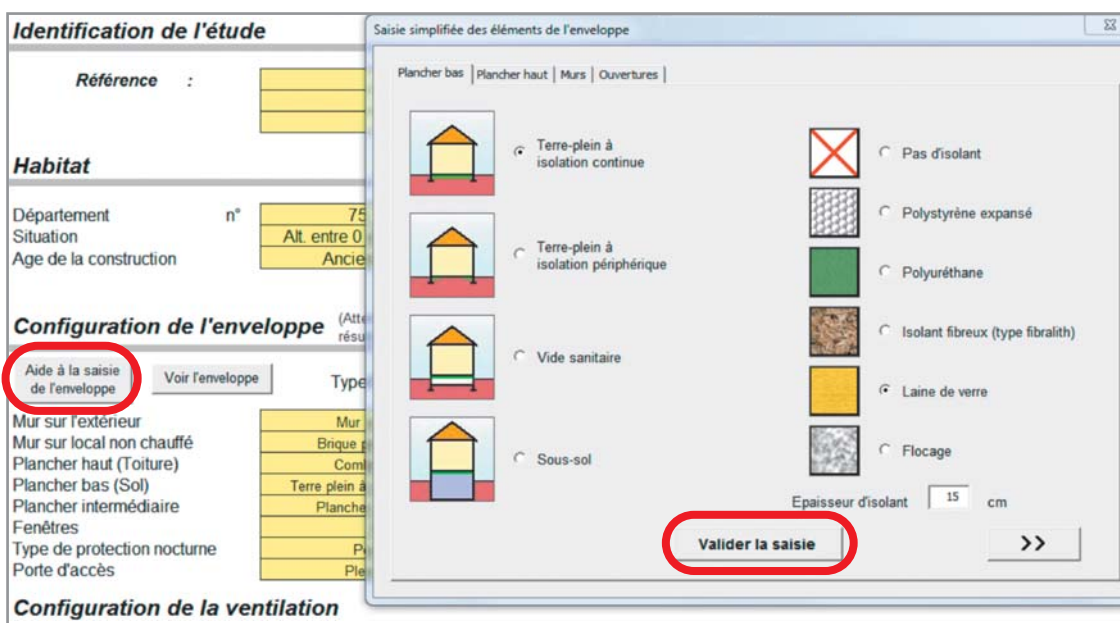 Identification de l'étude
Référence :
Habitat
Département n° 75
Situation Alt. entre 0
Age de la construction Ancie
Configuration de l'enveloppe (Atte
résu
Aide à la saisie
de l'enveloppe
Voir l'enveloppe
Type
Mur sur l'extérieur Mur
Mur sur local non chauffé Brique p
Plancher haut (Toiture) Com
Plancher bas (Sol) Terre plein à
Plancher intermédiaire Planche
Fenêtres
Type de protection nocturne P
Porte d'accès Ple
Configuration de la ventilation
Saisie simplifiée des éléments de l'enveloppe
Plancher bas | Plancher haut | Murs | Ouvertures |
Terre-plein à
isolation continue
Terre-plein à
isolation périphérique
Vide sanitaire
Sous-sol
Pas d'isolant
Polystyrène expansé
Polyuréthane
Isolant fibreux (type fibralith)
Laine de verre
Flocage
Epaisseur d'isolant 15 cm
Valider la saisie >>